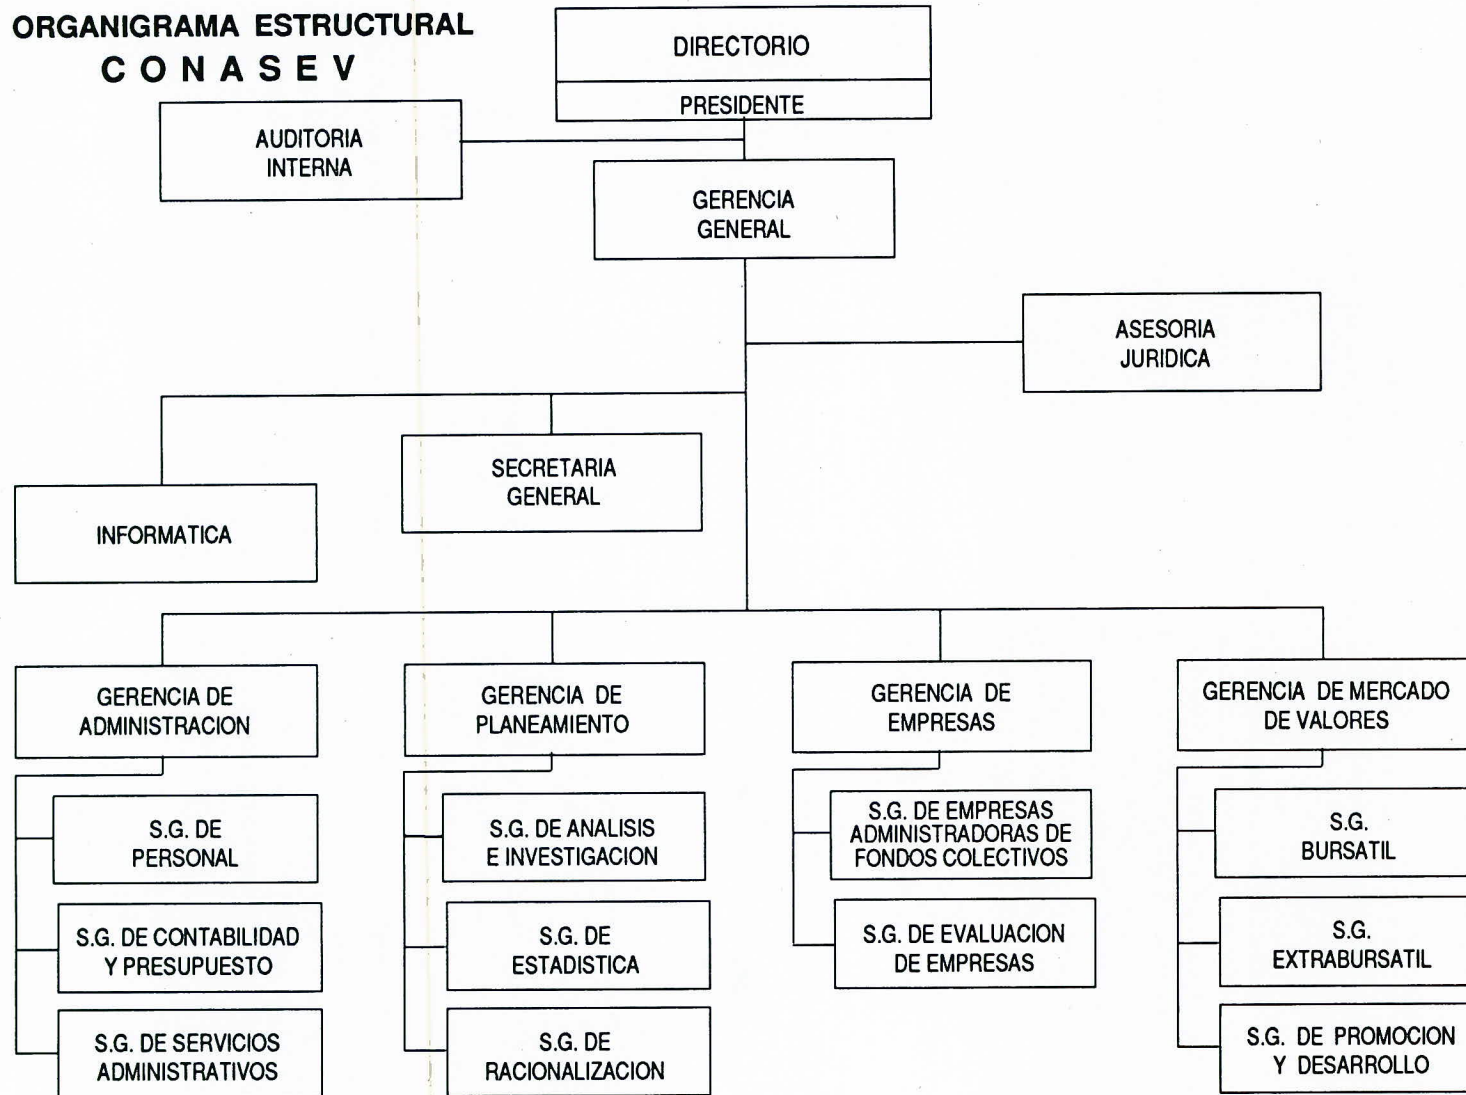 ORGANIGRAMA ESTRUCTURAL
CONASEV
DIRECTORIO
PRESIDENTE
AUDITORIA
INTERNA
GERENCIA
GENERAL
ASESORIA
JURIDICA
SECRETARIA
GENERAL
INFORMATICA
GERENCIA DE
ADMINISTRACION
GERENCIA DE
PLANEAMIENTO
GERENCIA DE
EMPRESAS
GERENCIA DE MERCADO
DE VALORES
S.G. DE
PERSONAL
S.G. DE CONTABILIDAD
Y PRESUPUESTO
S.G. DE SERVICIOS
ADMINISTRATIVOS
S.G. DE ANALISIS
E INVESTIGACION
S.G. DE
ESTADISTICA
S.G. DE
RACIONALIZACION
S.G. DE EMPRESAS
ADMINISTRADORAS DE
FONDOS COLECTIVOS
S.G. DE EVALUACION
DE EMPRESAS
S.G.
BURSATIL
S.G.
EXTRABURSATIL
S.G. DE PROMOCION
Y DESARROLLO